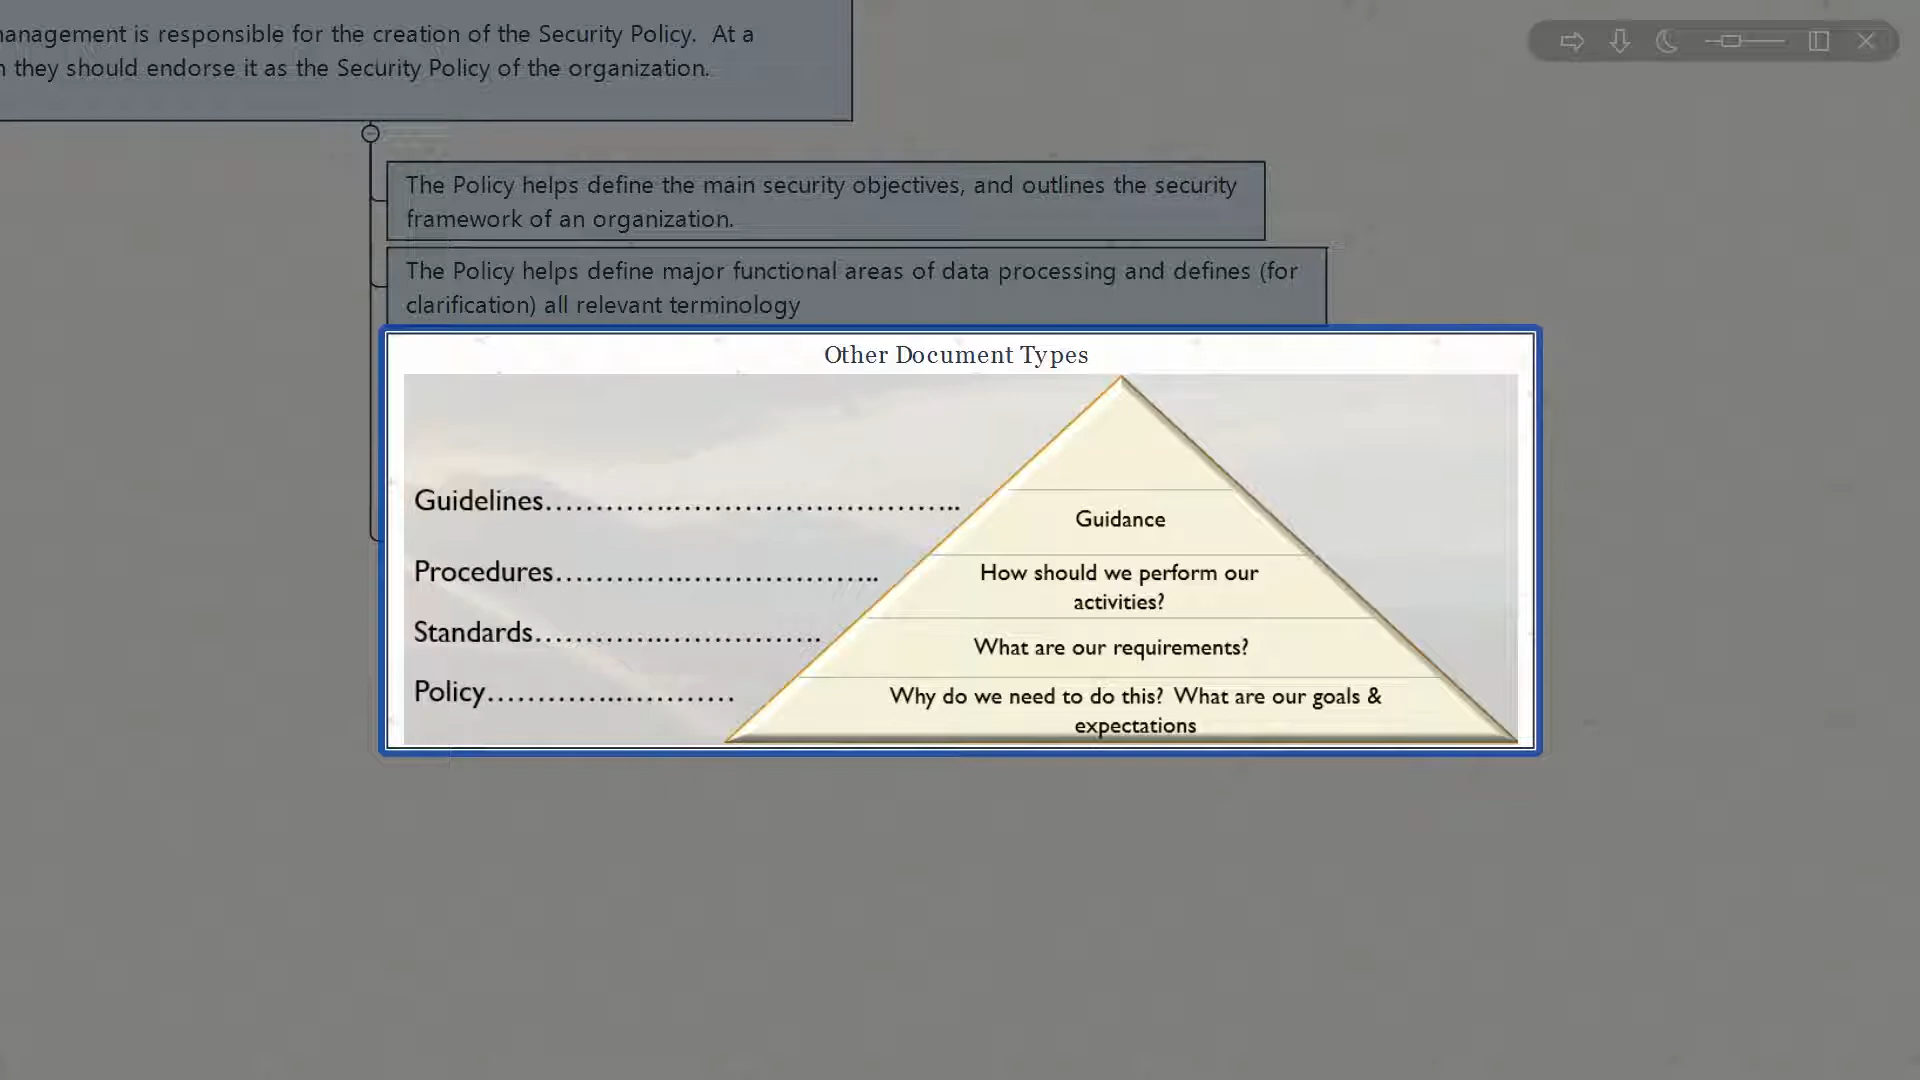 anagement is responsible for the creation of the Security Policy. At a
they should endorse it as the Security Policy of the organization.
The Policy helps define the main security objectives, and outlines the security
framework of an organization.
The Policy helps define major functional areas of data processing and defines (for
clarification) all relevant terminology
Other Document Types
Guidelines……………………………………..
Guidance
Procedures……………………………..
How should we perform our
activities?
Standards………………………….
What are our requirements?
Policy………………………
Why do we need to do this? What are our goals &
expectations